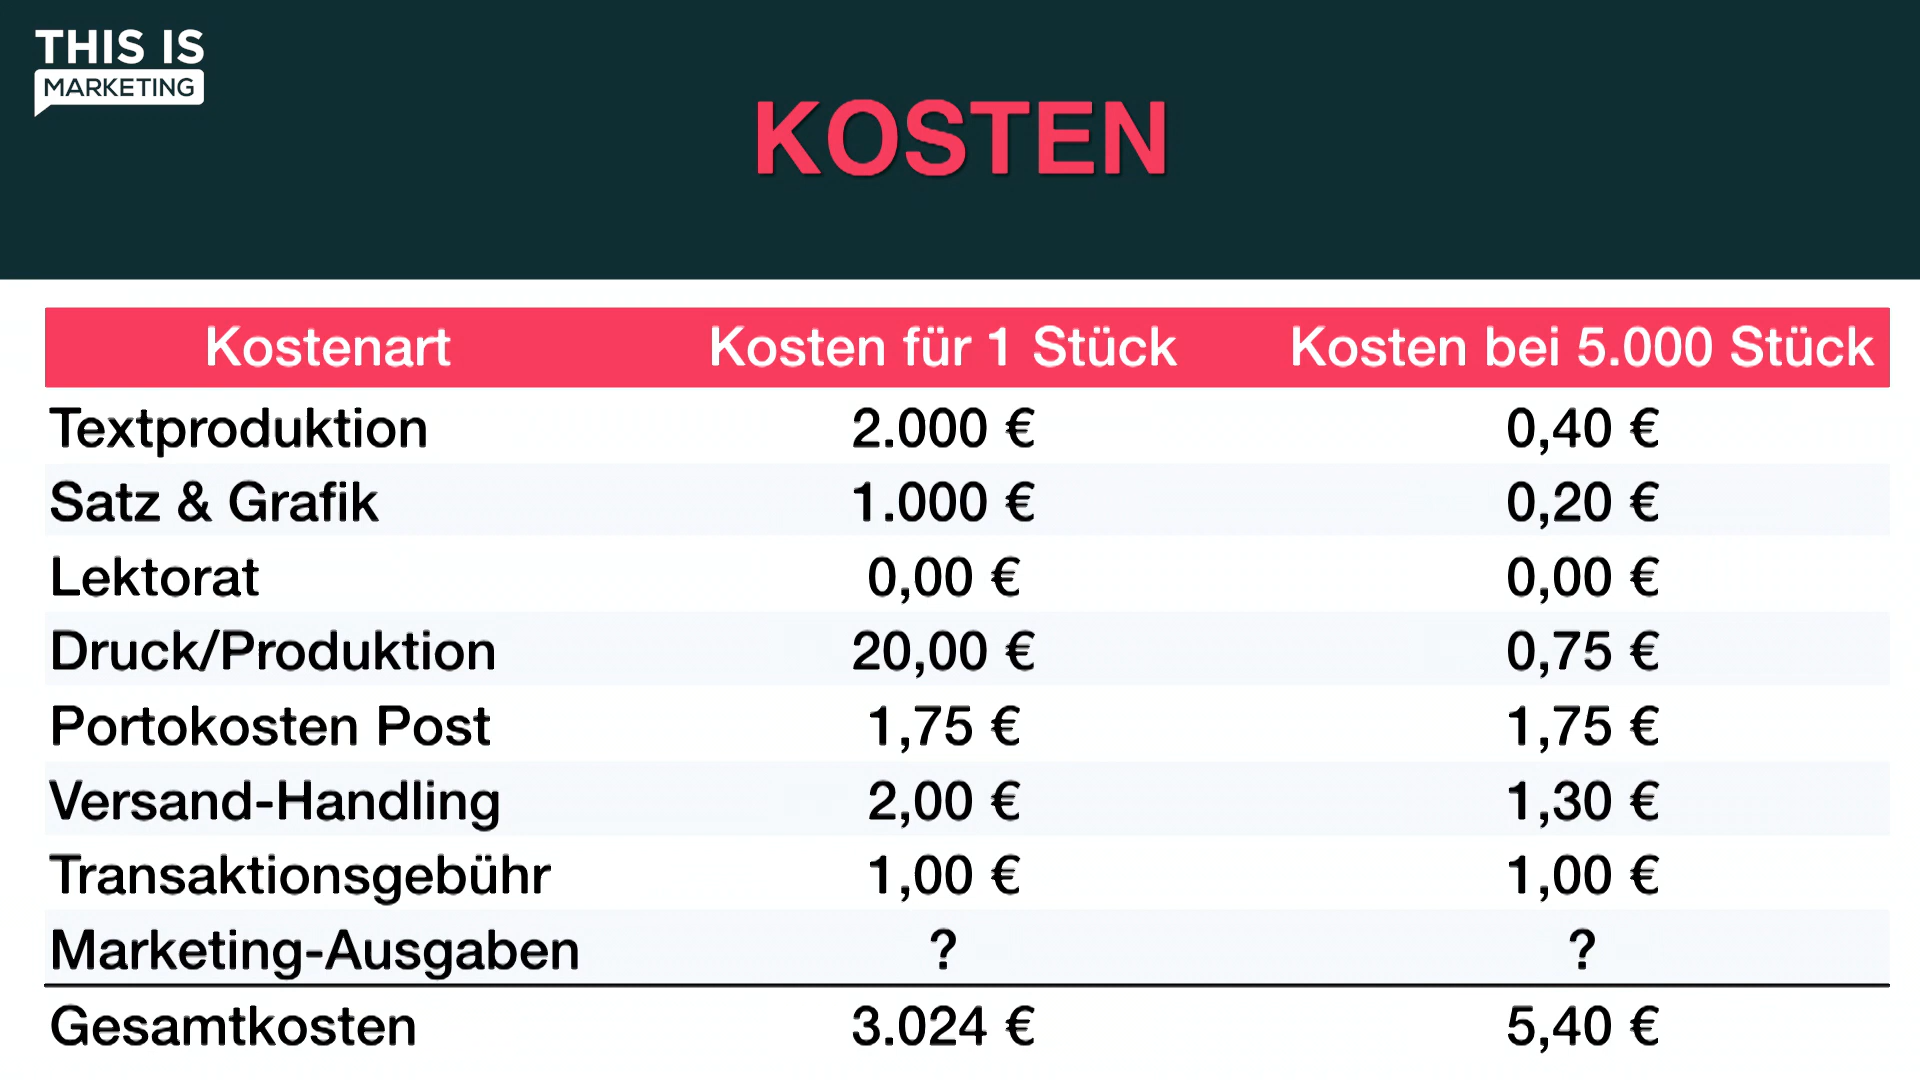 THIS IS
MARKETING
KOSTEN
Kostenart Kosten für 1 Stück Kosten bei 5.000 Stück
Textproduktion 2.000 € 0,40 €
Satz & Grafik 1.000 € 0,20 €
Lektorat 0,00 € 0,00 €
Druck/Produktion 20,00 € 0,75 €
Portokosten Post 1,75 € 1,75 €
Versand-Handling 2,00 € 1,30 €
Transaktionsgebühr 1,00 € 1,00 €
Marketing-Ausgaben ? ?
Gesamtkosten 3.024 € 5,40 €